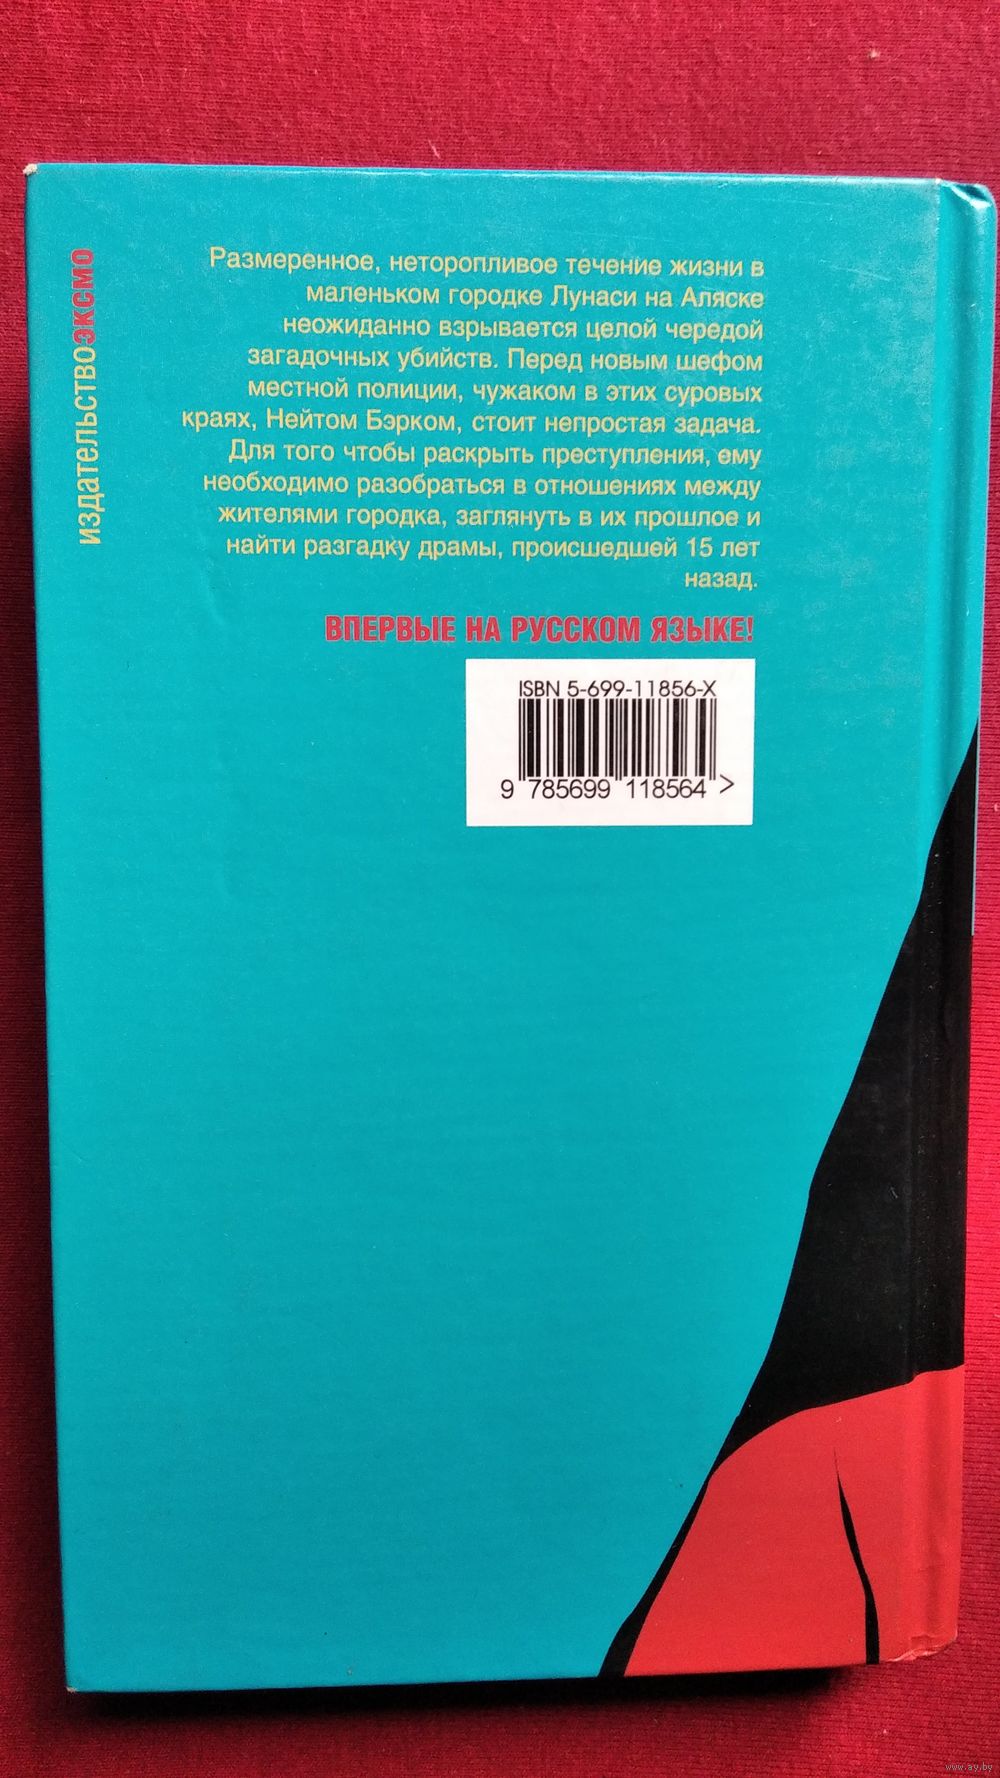 издательствоэксмо
Размеренное, неторопливое течение жизни в
маленьком городке Лунаси на Аляске
неожиданно взрывается целой чередой
загадочных убийств. Перед новым шефом
местной полиции, чужаком в этих суровых
краях, Нейтом Бэрком, стоит непростая задача.
Для того чтобы раскрыть преступления, ему
необходимо разобраться в отношениях между
жителями городка, заглянуть в их прошлое и
найти разгадку драмы, происшедшей 15 лет
назад.
ВПЕРВЫЕ НА РУССКОМ ЯЗЫКЕ!
ISBN 5-699-11856-X
9 785699 118564 >
www.ay.by